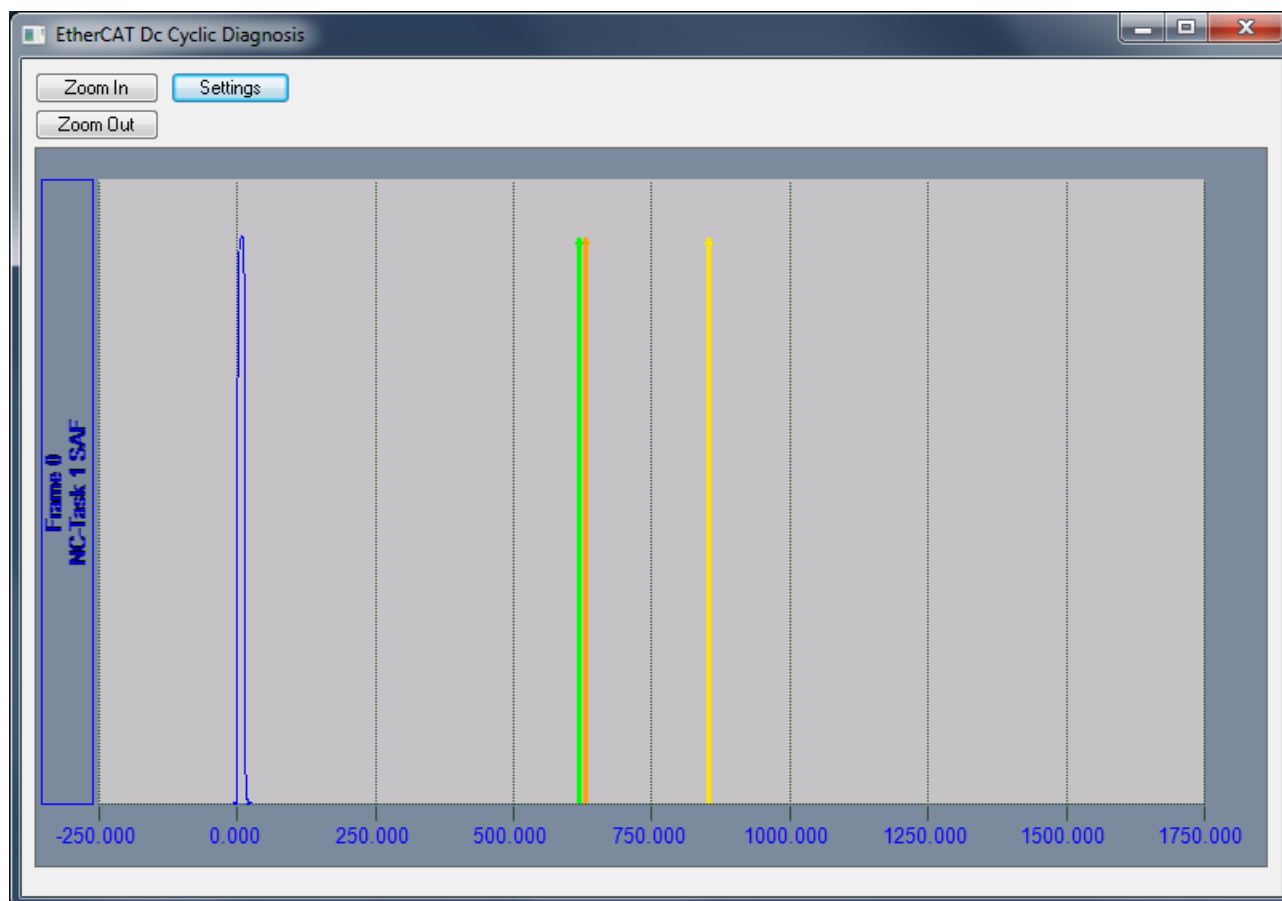 EtherCAT Dc Cyclic Diagnosis
Zoom In
Settings
Zoom Out
Frame 0
NC-Task 1 SAF
-250.000
0.000
250.000
500.000
750.000
1000.000
1250.000
1500.000
1750.000